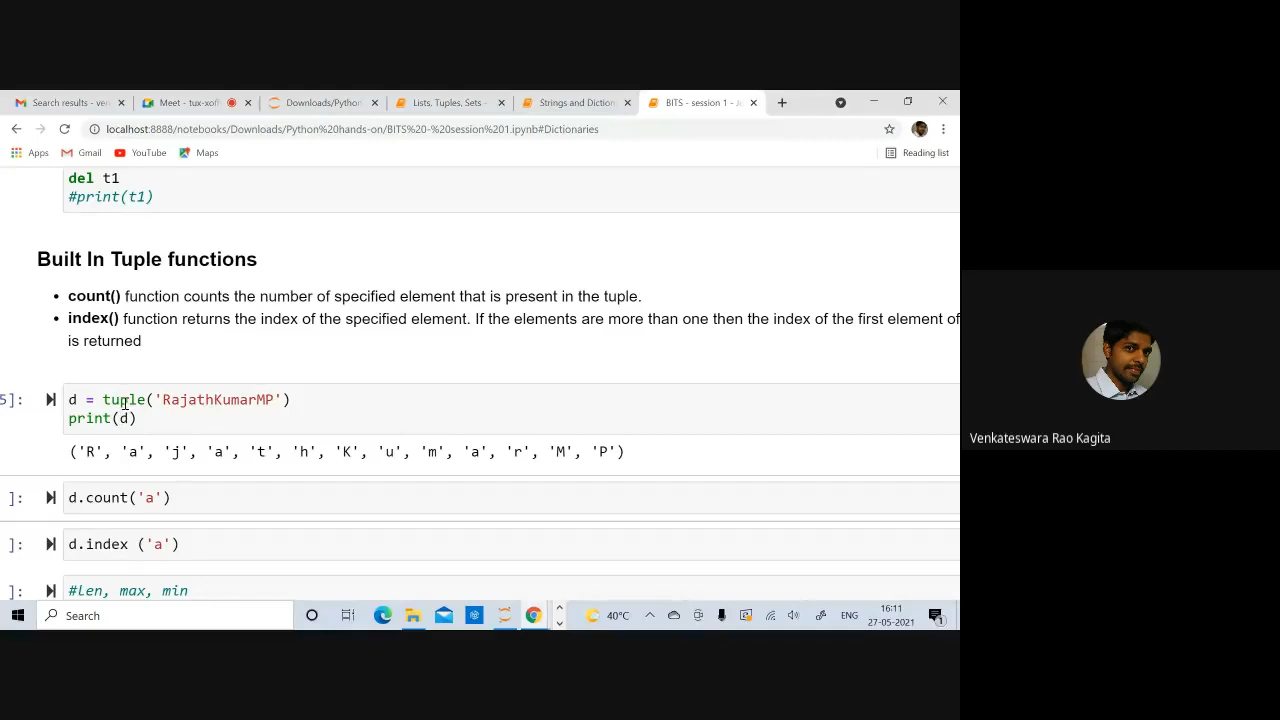 Search results - ven
Meet - tux-xof
Downloads/Python
Lists, Tuples, Sets -
Strings and Diction
BITS - session 1 - Ju
localhost:8888/notebooks/Downloads/Python%20hands-on/BITS%20-%20session%201.ipynb#Dictionaries
Apps
Gmail
YouTube
Maps
Reading list
del t1
#print(t1)
Built In Tuple functions
• count() function counts the number of specified element that is present in the tuple.
• index() function returns the index of the specified element. If the elements are more than one then the index of the first element of
is returned
5]:
d = tuple('RajathKumarMP')
print(d)
('R', 'a', 'j', 'a', 't', 'h', 'K', 'u', 'm', 'a', 'r', 'M', 'P')
]:
d.count('a')
]:
d.index ('a')
]:
#len, max, min
Venkateswara Rao Kagita
Search
40°C
ENG
16:11
27-05-2021
1